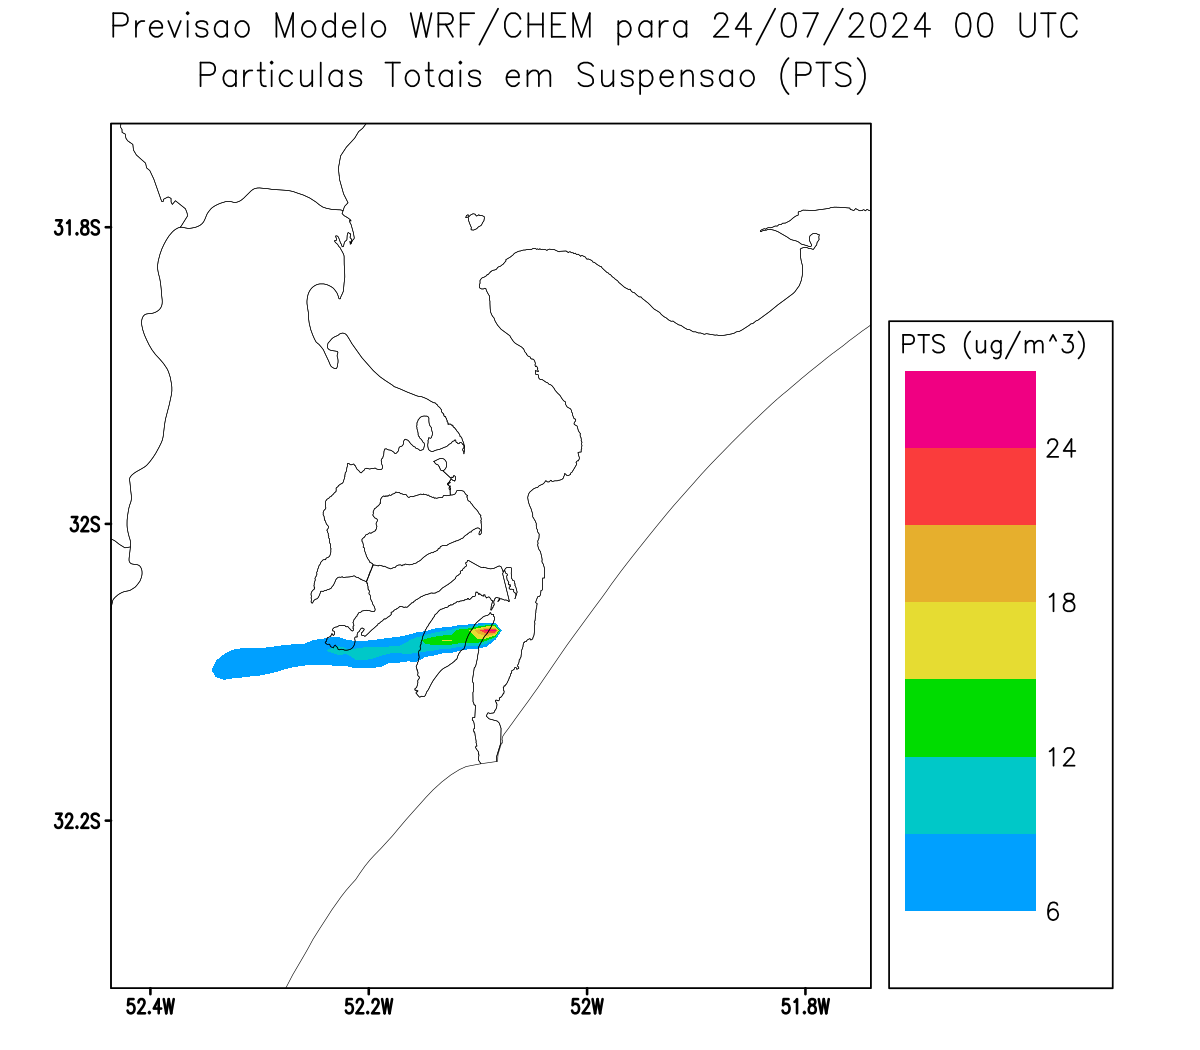 Previsao Modelo WRF/CHEM para 24/07/2024 00 UTC
Particulas Totais em Suspensao (PTS)
31.8S
32S
32.2S
52.4W
52.2W
52W
51.8W
PTS (ug/m^3)
24
18
12
6